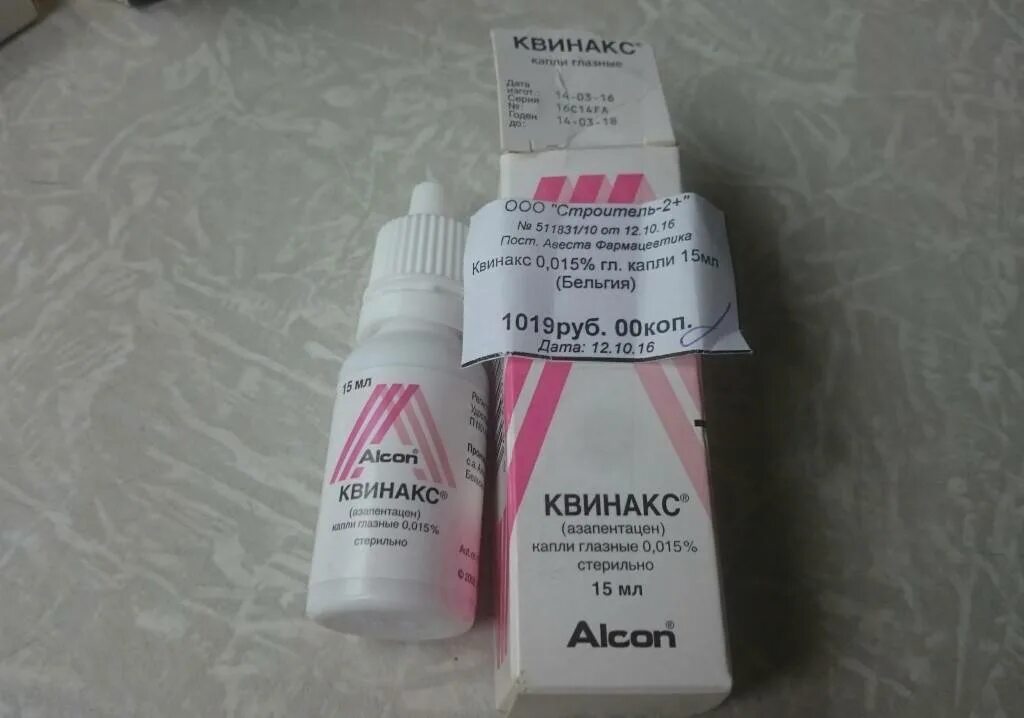 КВИНАКС®
капли глазные
Дата
изгот.: 14-03-16
Серия
№: 16C14FA
Годен
до: 14-03-18
ООО "Строитель-2+"
№ 511831/10 от 12.10.16
Пост. Авеста Фармацевтика
Квинакс 0,015% гл. капли 15мл
(Бельгия)
1019руб. 00коп.
Дата: 12.10.16
15 мл
Alcon®
КВИНАКС®
(азапентацен)
капли глазные 0,015%
стерильно
КВИНАКС®
(азапентацен)
капли глазные 0,015%
стерильно
15 мл
Alcon®